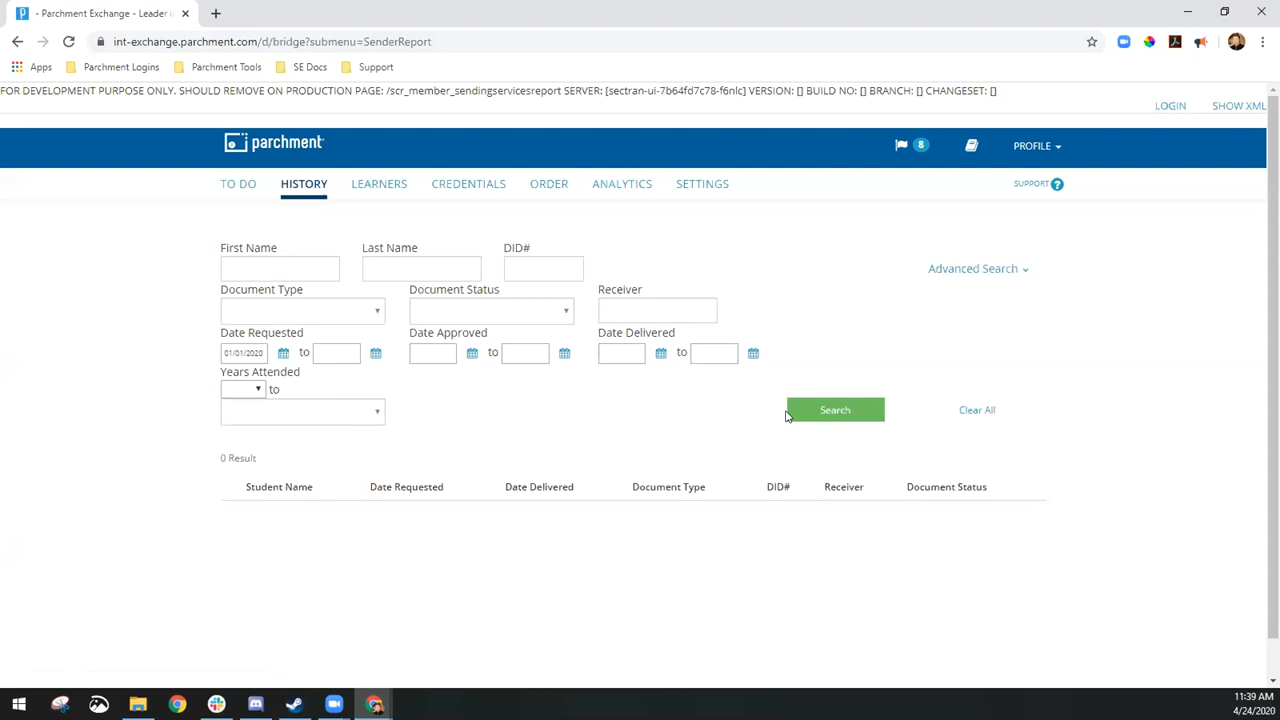 - Parchment Exchange - Leader i
int-exchange.parchment.com/d/bridge?submenu=SenderReport
Apps Parchment Logins Parchment Tools SE Docs Support
FOR DEVELOPMENT PURPOSE ONLY. SHOULD REMOVE ON PRODUCTION PAGE: /scr_member_sendingservicesreport SERVER: [sectran-ui-7b64fd7c78-f6nlc] VERSION: [] BUILD NO: [] BRANCH: [] CHANGESET: []
LOGIN SHOW XML
parchment 8 PROFILE
TO DO HISTORY LEARNERS CREDENTIALS ORDER ANALYTICS SETTINGS SUPPORT ?
First Name Last Name DID#
Advanced Search
Document Type Document Status Receiver
Date Requested Date Approved Date Delivered
01/01/2020 to to to
Years Attended
to
Search Clear All
0 Result
Student Name Date Requested Date Delivered Document Type DID# Receiver Document Status
11:39 AM
4/24/2020